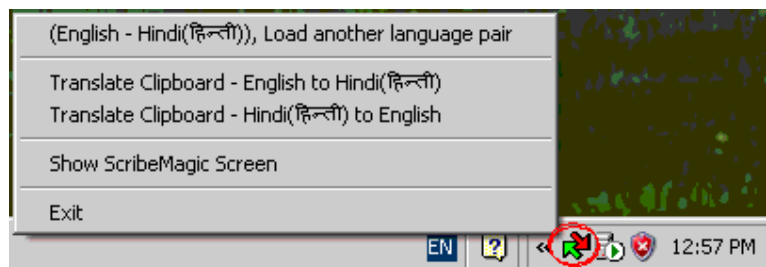 (English - Hindi(हिन्ती)), Load another language pair
Translate Clipboard - English to Hindi(हिन्ती)
Translate Clipboard - Hindi(हिन्ती) to English
Show ScribeMagic Screen
Exit
EN ? « 12:57 PM